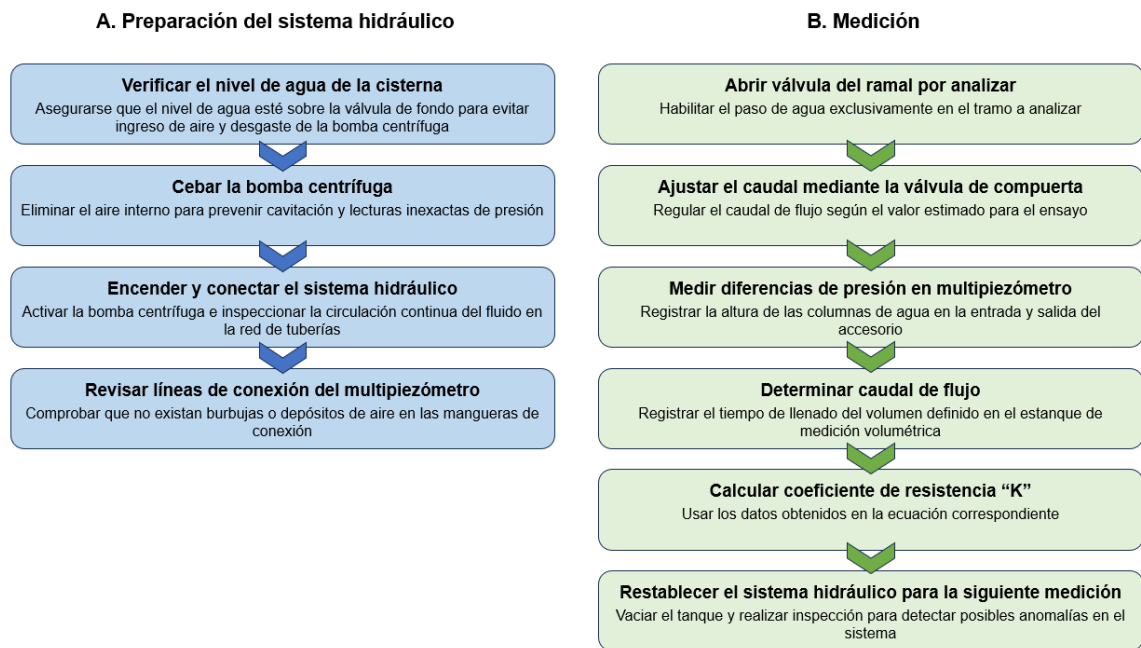 A. Preparación del sistema hidráulico
Verificar el nivel de agua de la cisterna
Asegurarse que el nivel de agua esté sobre la válvula de fondo para evitar
ingreso de aire y desgaste de la bomba centrífuga
Cebar la bomba centrífuga
Eliminar el aire interno para prevenir cavitación y lecturas inexactas de presión
Encender y conectar el sistema hidráulico
Activar la bomba centrífuga e inspeccionar la circulación continua del fluido en
la red de tuberías
Revisar líneas de conexión del multipiezómetro
Comprobar que no existan burbujas o depósitos de aire en las mangueras de
conexión
B. Medición
Abrir válvula del ramal por analizar
Habilitar el paso de agua exclusivamente en el tramo a analizar
Ajustar el caudal mediante la válvula de compuerta
Regular el caudal de flujo según el valor estimado para el ensayo
Medir diferencias de presión en multipiezómetro
Registrar la altura de las columnas de agua en la entrada y salida del
accesorio
Determinar caudal de flujo
Registrar el tiempo de llenado del volumen definido en el estanque de
medición volumétrica
Calcular coeficiente de resistencia “K”
Usar los datos obtenidos en la ecuación correspondiente
Restablecer el sistema hidráulico para la siguiente medición
Vaciar el tanque y realizar inspección para detectar posibles anomalías en el
sistema